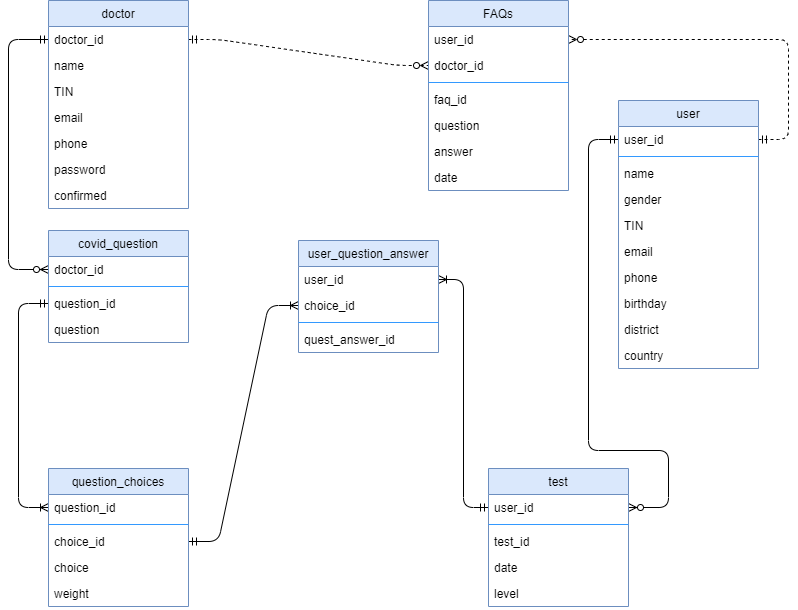 doctor
doctor_id
name
TIN
email
phone
password
confirmed
FAQs
user_id
doctor_id
faq_id
question
answer
date
user
user_id
name
gender
TIN
email
phone
birthday
district
country
covid_question
doctor_id
question_id
question
user_question_answer
user_id
choice_id
quest_answer_id
question_choices
question_id
choice_id
choice
weight
test
user_id
test_id
date
level